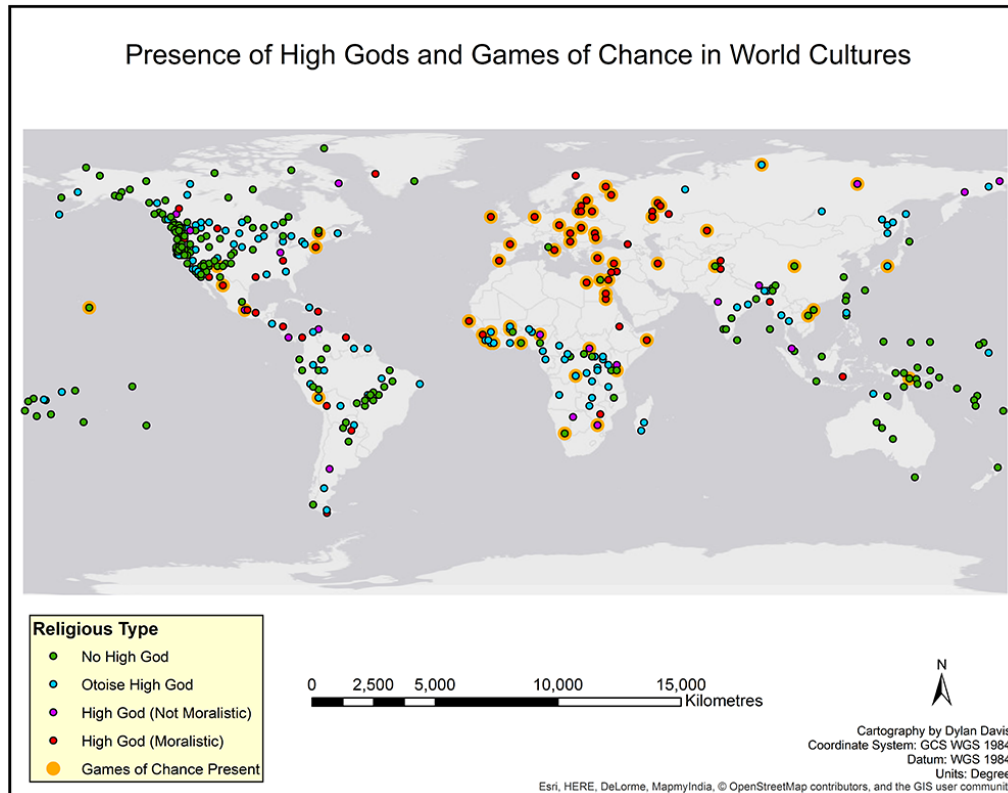 Presence of High Gods and Games of Chance in World Cultures
Religious Type
No High God
Otoise High God
High God (Not Moralistic)
High God (Moralistic)
Games of Chance Present
0 2,500 5,000 10,000 15,000
Kilometres
N
Cartography by Dylan Davis
Coordinate System: GCS WGS 1984
Datum: WGS 1984
Units: Degree
Esri, HERE, DeLorme, MapmyIndia, © OpenStreetMap contributors, and the GIS user communit